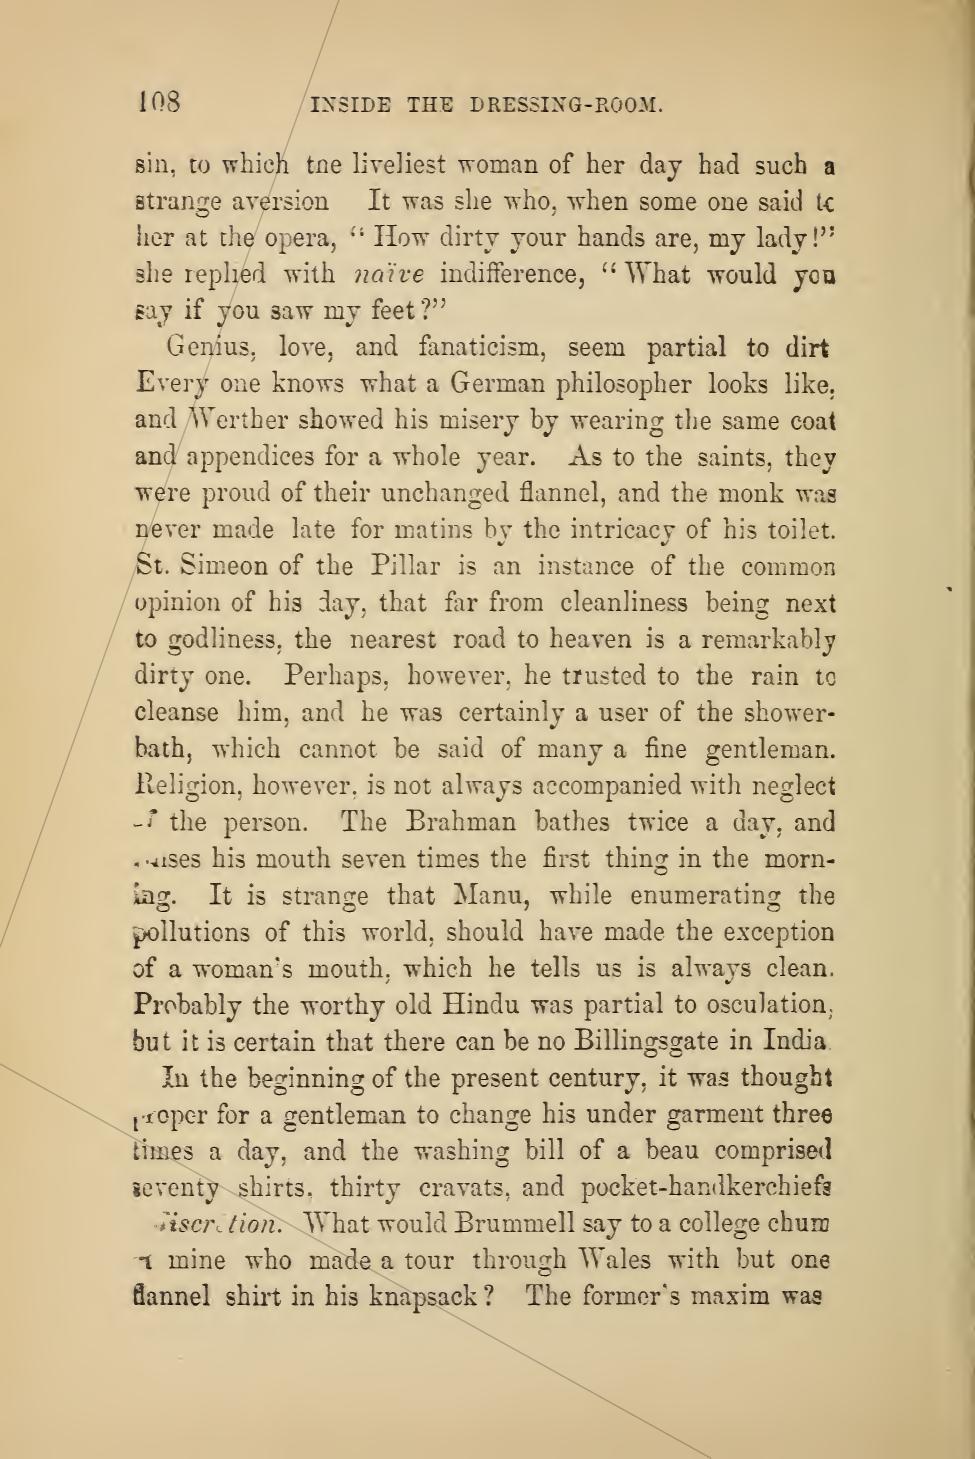 108 INSIDE THE DRESSING-ROOM.
sin, to which the liveliest woman of her day had such a
strange aversion It was she who, when some one said to
her at the opera, “How dirty your hands are, my lady!”
she replied with naïve indifference, “What would you
say if you saw my feet?”
Genius, love, and fanaticism, seem partial to dirt
Every one knows what a German philosopher looks like,
and Werther showed his misery by wearing the same coat
and appendices for a whole year. As to the saints, they
were proud of their unchanged flannel, and the monk was
never made late for matins by the intricacy of his toilet.
St. Simeon of the Pillar is an instance of the common
opinion of his day, that far from cleanliness being next
to godliness, the nearest road to heaven is a remarkably
dirty one. Perhaps, however, he trusted to the rain to
cleanse him, and he was certainly a user of the shower-
bath, which cannot be said of many a fine gentleman.
Religion, however, is not always accompanied with neglect
the person. The Brahman bathes twice a day, and
his mouth seven times the first thing in the morn-
ing. It is strange that Manu, while enumerating the
pollutions of this world, should have made the exception
of a woman's mouth, which he tells us is always clean.
Probably the worthy old Hindu was partial to osculation,
but it is certain that there can be no Billingsgate in India.
In the beginning of the present century, it was thought
proper for a gentleman to change his under garment three
times a day, and the washing bill of a beau comprised
seventy shirts, thirty cravats, and pocket-handkerchiefs
discretion. What would Brummell say to a college chum
mine who made a tour through Wales with but one
flannel shirt in his knapsack? The former's maxim was